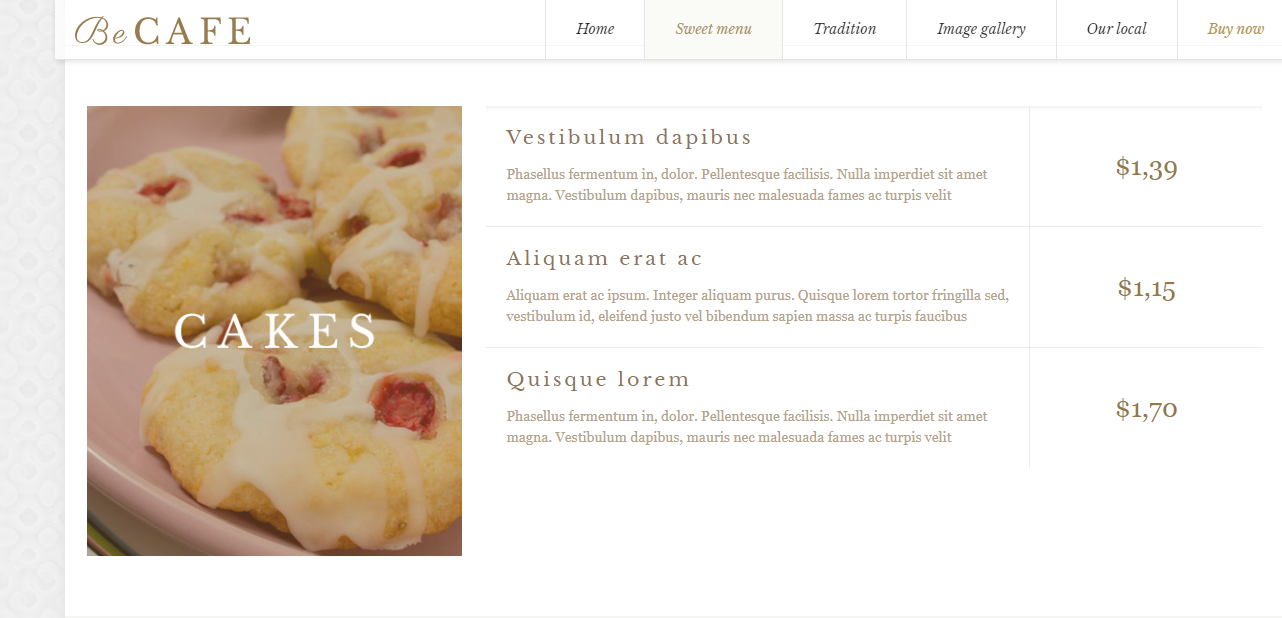 Be CAFE
Home Sweet menu Tradition Image gallery Our local Buy now
CAKES
Vestibulum dapibus
Phasellus fermentum in, dolor. Pellentesque facilisis. Nulla imperdiet sit amet
magna. Vestibulum dapibus, mauris nec malesuada fames ac turpis velit
$1,39
Aliquam erat ac
Aliquam erat ac ipsum. Integer aliquam purus. Quisque lorem tortor fringilla sed,
vestibulum id, eleifend justo vel bibendum sapien massa ac turpis faucibus
$1,15
Quisque lorem
Phasellus fermentum in, dolor. Pellentesque facilisis. Nulla imperdiet sit amet
magna. Vestibulum dapibus, mauris nec malesuada fames ac turpis velit
$1,70